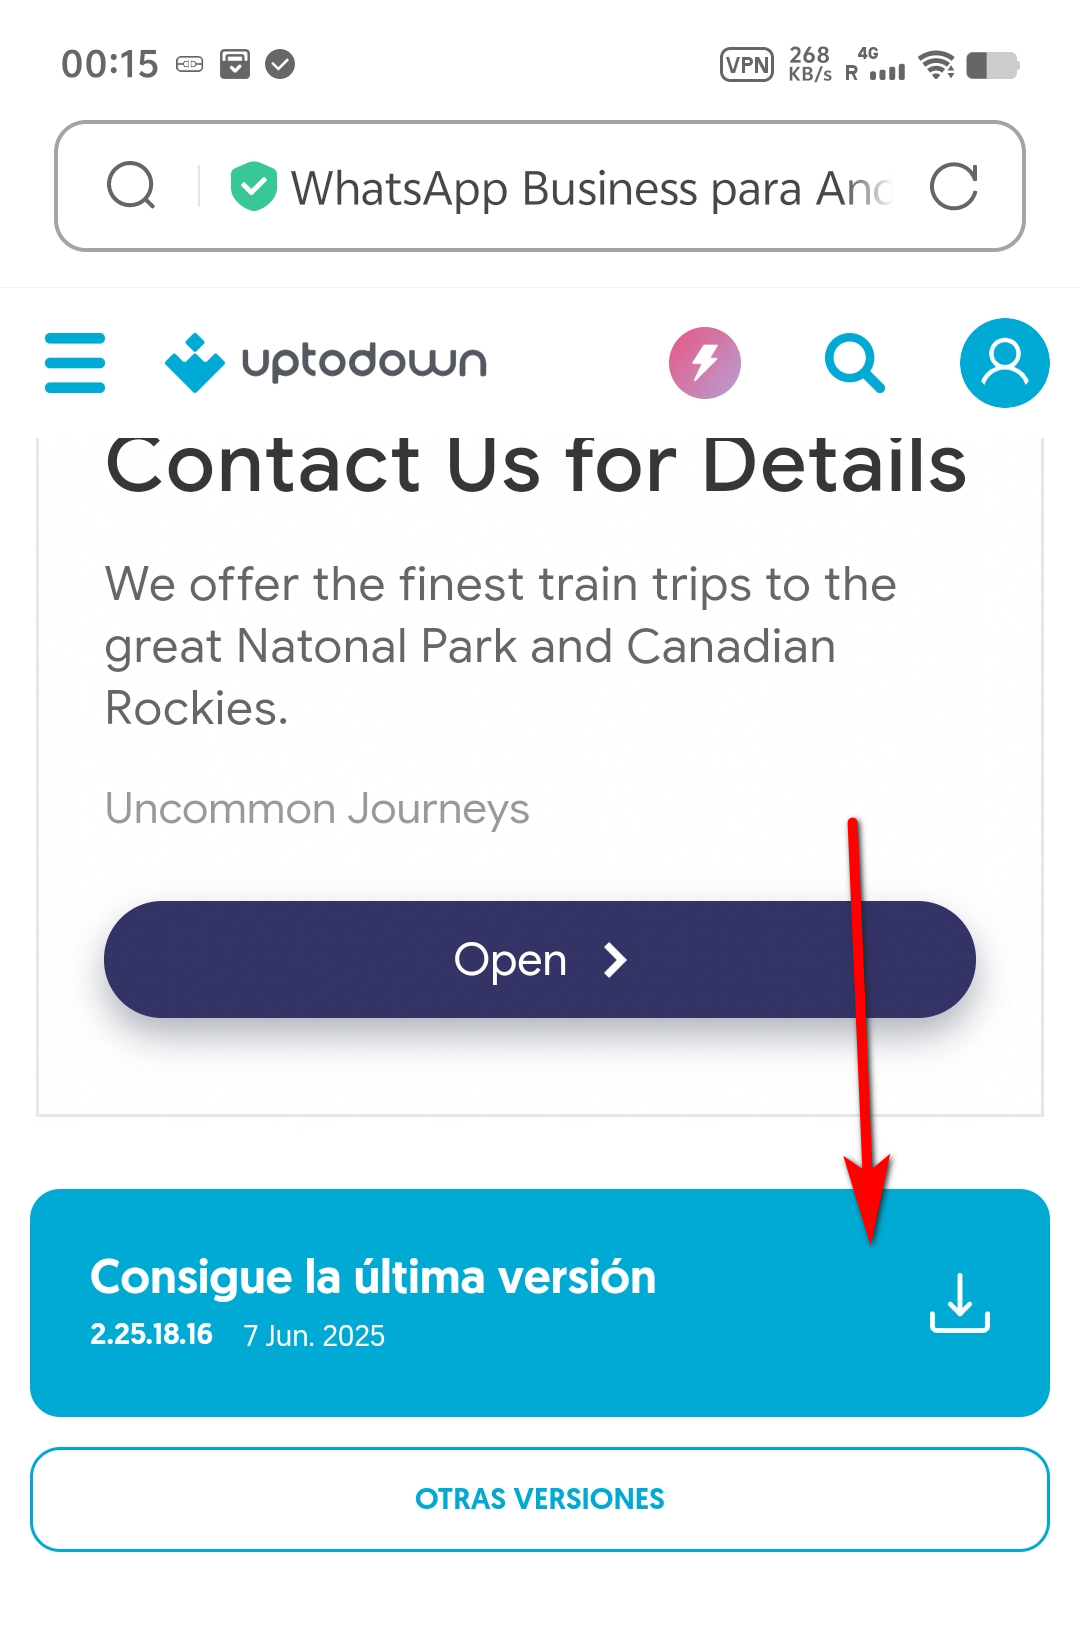 00:15
VPN 268 KB/s R 4G
WhatsApp Business para And
uptodown
Contact Us for Details
We offer the finest train trips to the
great Natonal Park and Canadian
Rockies.
Uncommon Journeys
Open
Consigue la última versión
2.25.18.16 7 Jun. 2025
OTRAS VERSIONES